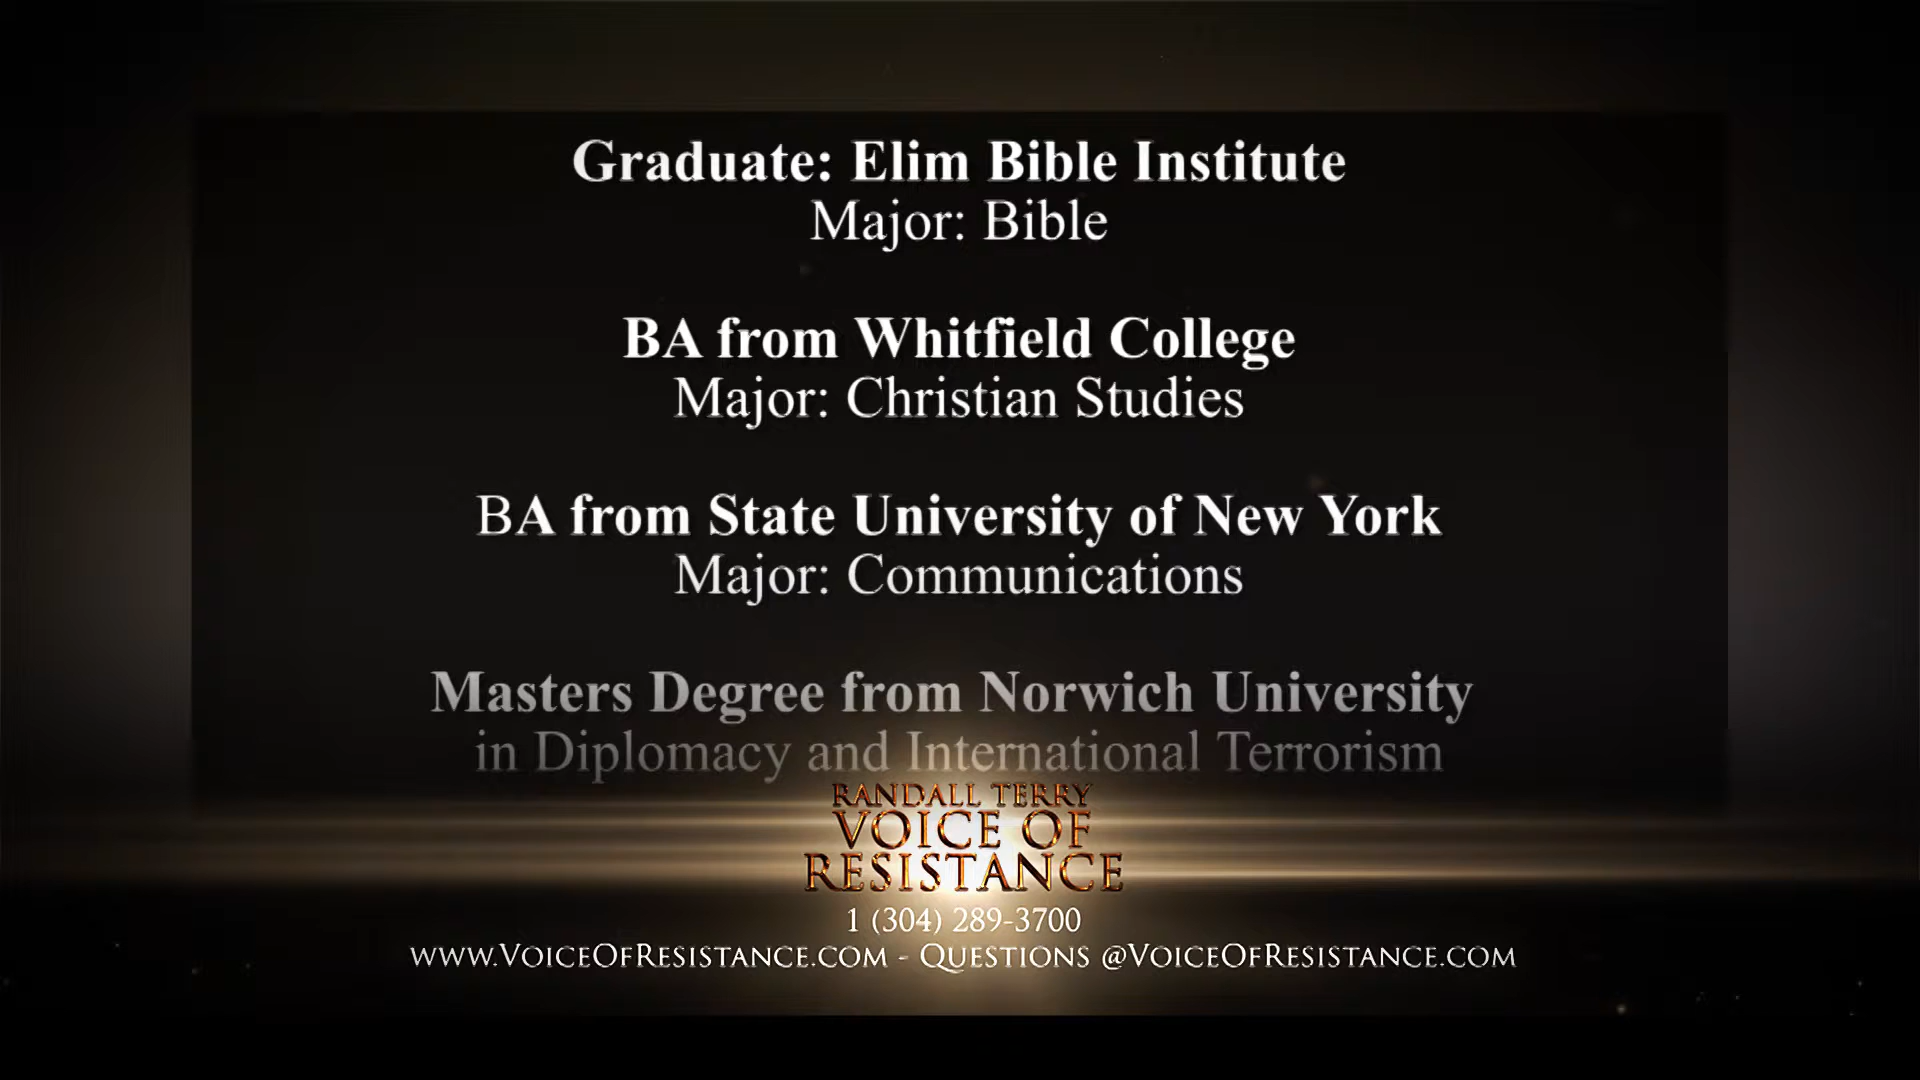 Graduate: Elim Bible Institute
Major: Bible
BA from Whitfield College
Major: Christian Studies
BA from State University of New York
Major: Communications
Masters Degree from Norwich University
in Diplomacy and International Terrorism
RANDALL TERRY
VOICE OF
RESISTANCE
1 (304) 289-3700
www.VoiceOfResistance.com - Questions @VoiceOfResistance.com